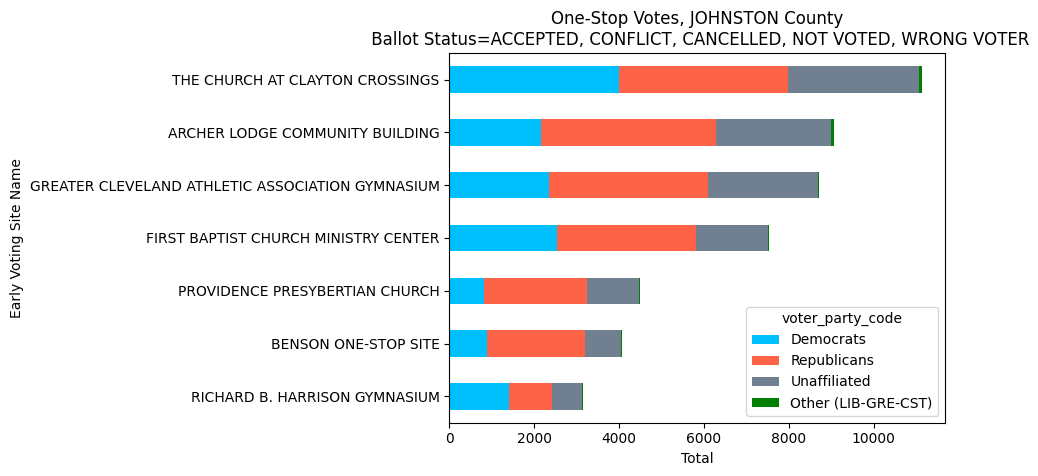 One-Stop Votes, JOHNSTON County
Ballot Status=ACCEPTED, CONFLICT, CANCELLED, NOT VOTED, WRONG VOTER
Early Voting Site Name
THE CHURCH AT CLAYTON CROSSINGS
ARCHER LODGE COMMUNITY BUILDING
GREATER CLEVELAND ATHLETIC ASSOCIATION GYMNASIUM
FIRST BAPTIST CHURCH MINISTRY CENTER
PROVIDENCE PRESYBERTIAN CHURCH
BENSON ONE-STOP SITE
RICHARD B. HARRISON GYMNASIUM
voter_party_code
Democrats
Republicans
Unaffiliated
Other (LIB-GRE-CST)
0 2000 4000 6000 8000 10000
Total